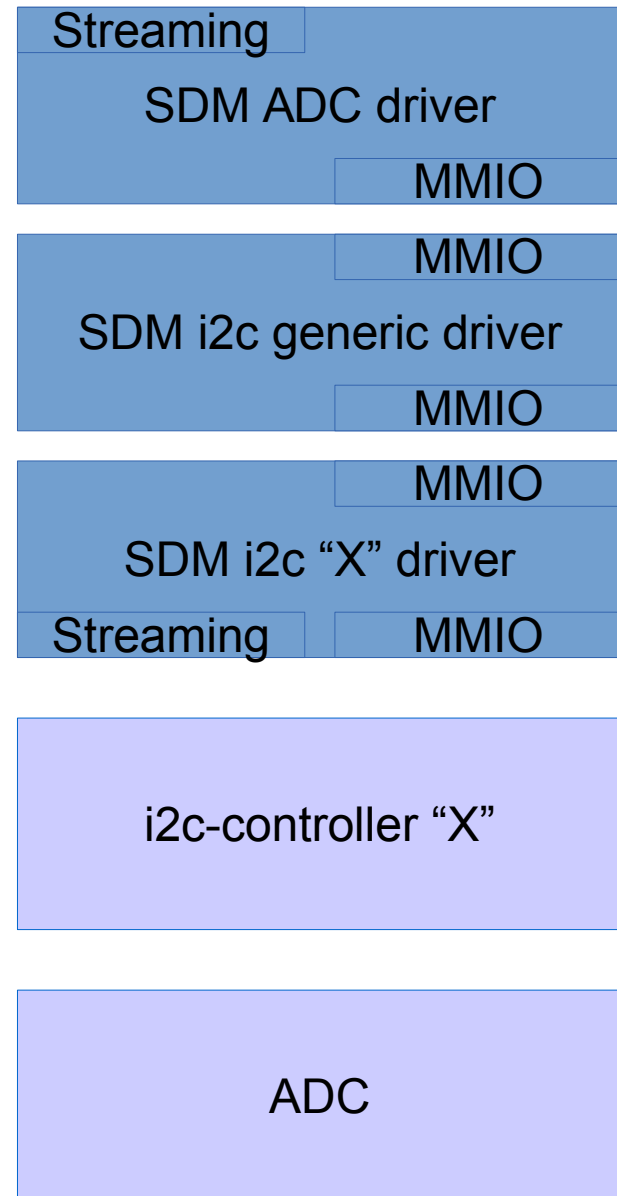 Streaming
SDM ADC driver
MMIO
MMIO
SDM i2c generic driver
MMIO
MMIO
SDM i2c “X” driver
Streaming MMIO
i2c-controller “X”
ADC